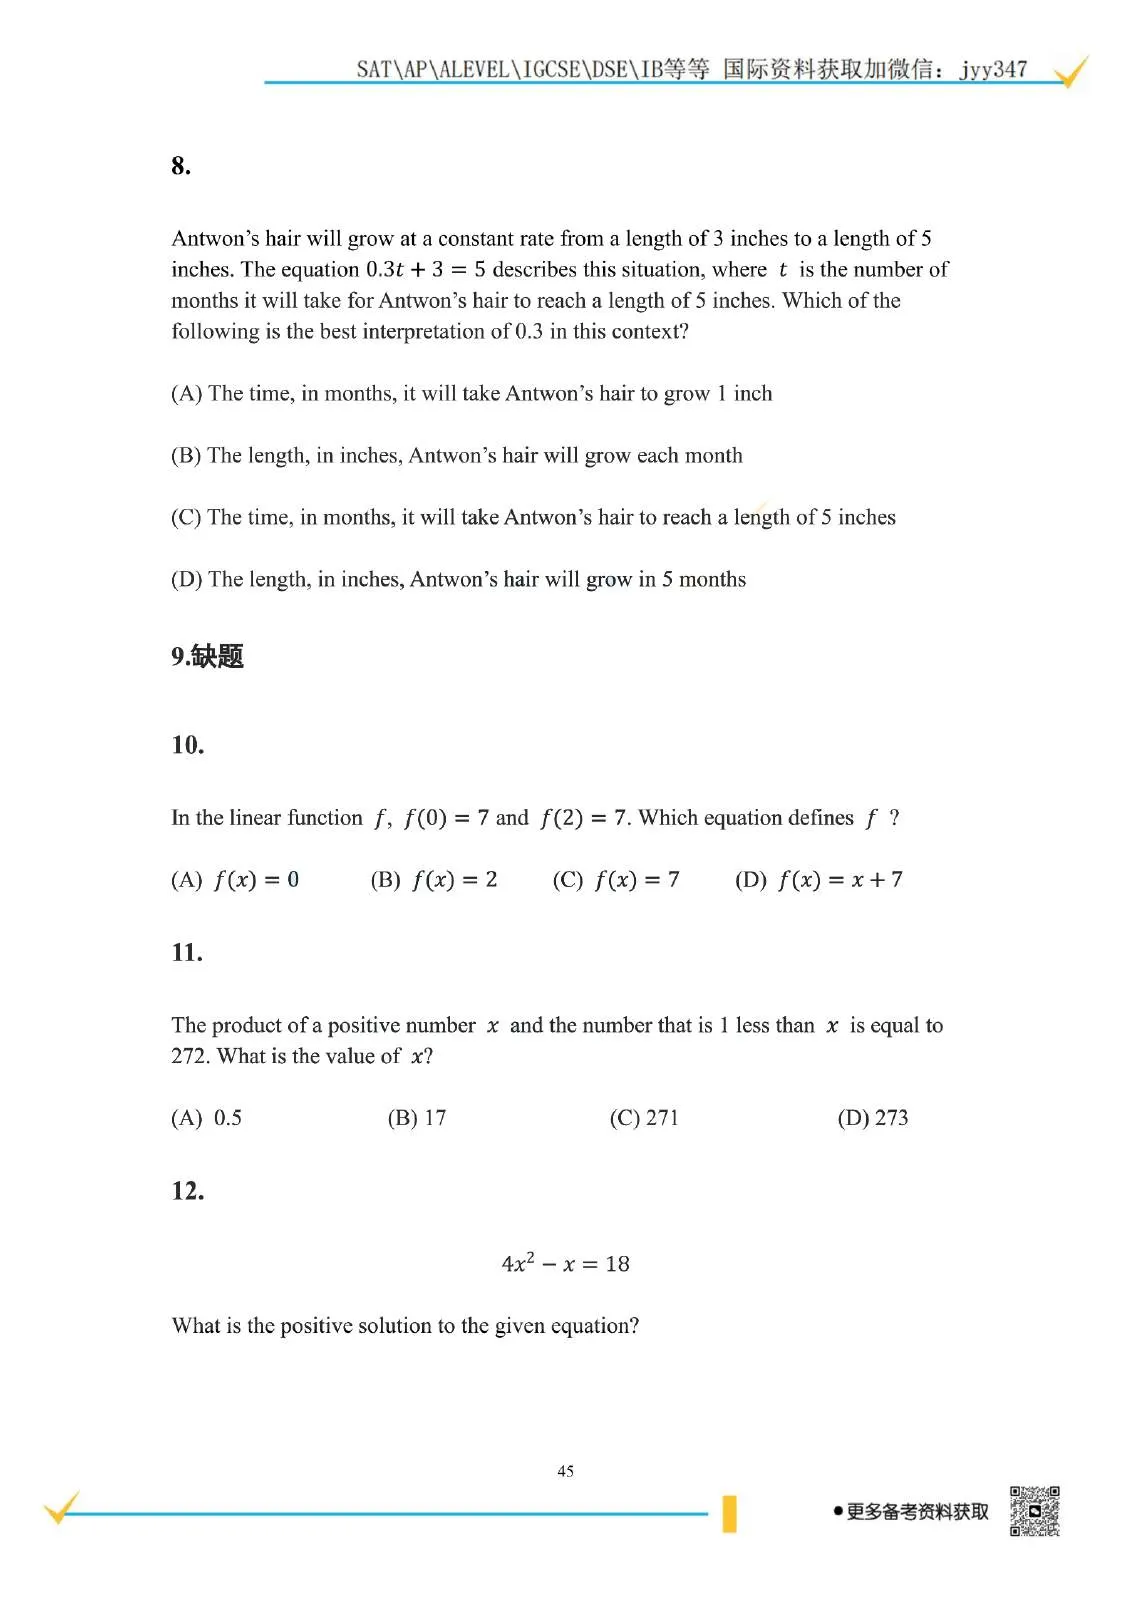 SAT\AP\ALEVEL\IGCSE\DSE\IB等等 国际资料获取加微信：jyy347
8.
Antwon’s hair will grow at a constant rate from a length of 3 inches to a length of 5
inches. The equation 0.3t + 3 = 5 describes this situation, where t is the number of
months it will take for Antwon’s hair to reach a length of 5 inches. Which of the
following is the best interpretation of 0.3 in this context?
(A) The time, in months, it will take Antwon’s hair to grow 1 inch
(B) The length, in inches, Antwon’s hair will grow each month
(C) The time, in months, it will take Antwon’s hair to reach a length of 5 inches
(D) The length, in inches, Antwon’s hair will grow in 5 months
9.缺题
10.
In the linear function f, f(0) = 7 and f(2) = 7. Which equation defines f ?
(A) f(x) = 0 (B) f(x) = 2 (C) f(x) = 7 (D) f(x) = x + 7
11.
The product of a positive number x and the number that is 1 less than x is equal to
272. What is the value of x?
(A) 0.5 (B) 17 (C) 271 (D) 273
12.
4x² − x = 18
What is the positive solution to the given equation?
45
●更多备考资料获取